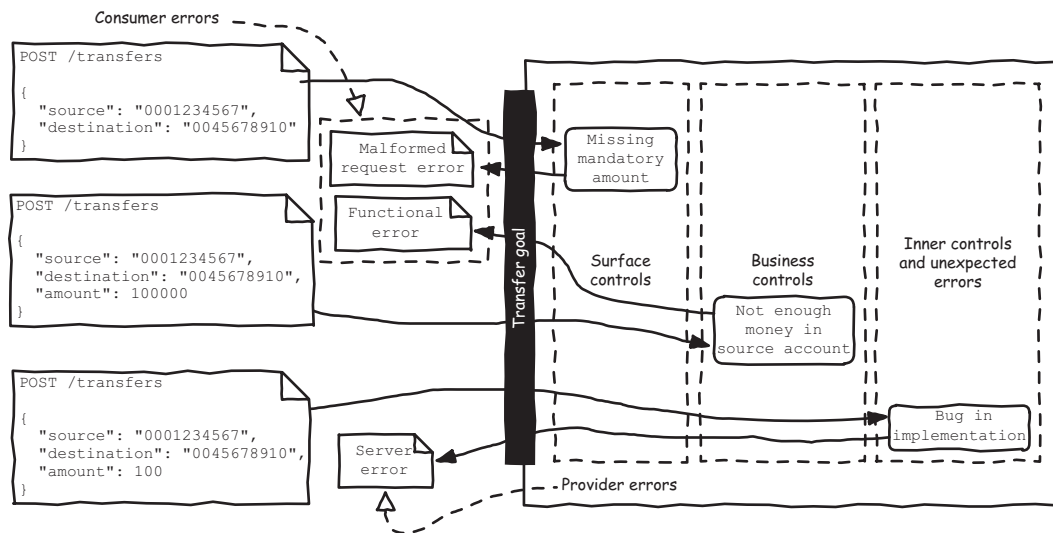 Consumer errors
POST /transfers
{
"source": "0001234567",
"destination": "0045678910"
}
Malformed
request error
Functional
error
POST /transfers
{
"source": "0001234567",
"destination": "0045678910",
"amount": 100000
}
POST /transfers
{
"source": "0001234567",
"destination": "0045678910",
"amount": 100
}
Server
error
Provider errors
Transfer goal
Missing
mandatory
amount
Surface
controls
Business
controls
Not enough
money in
source account
Inner controls
and unexpected
errors
Bug in
implementation